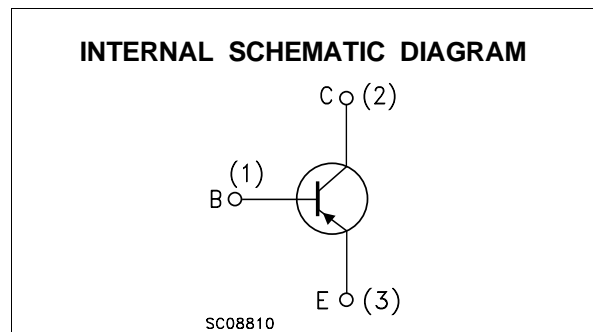 INTERNAL SCHEMATIC DIAGRAM
C (2)
(1)
B
E (3)
SC08810